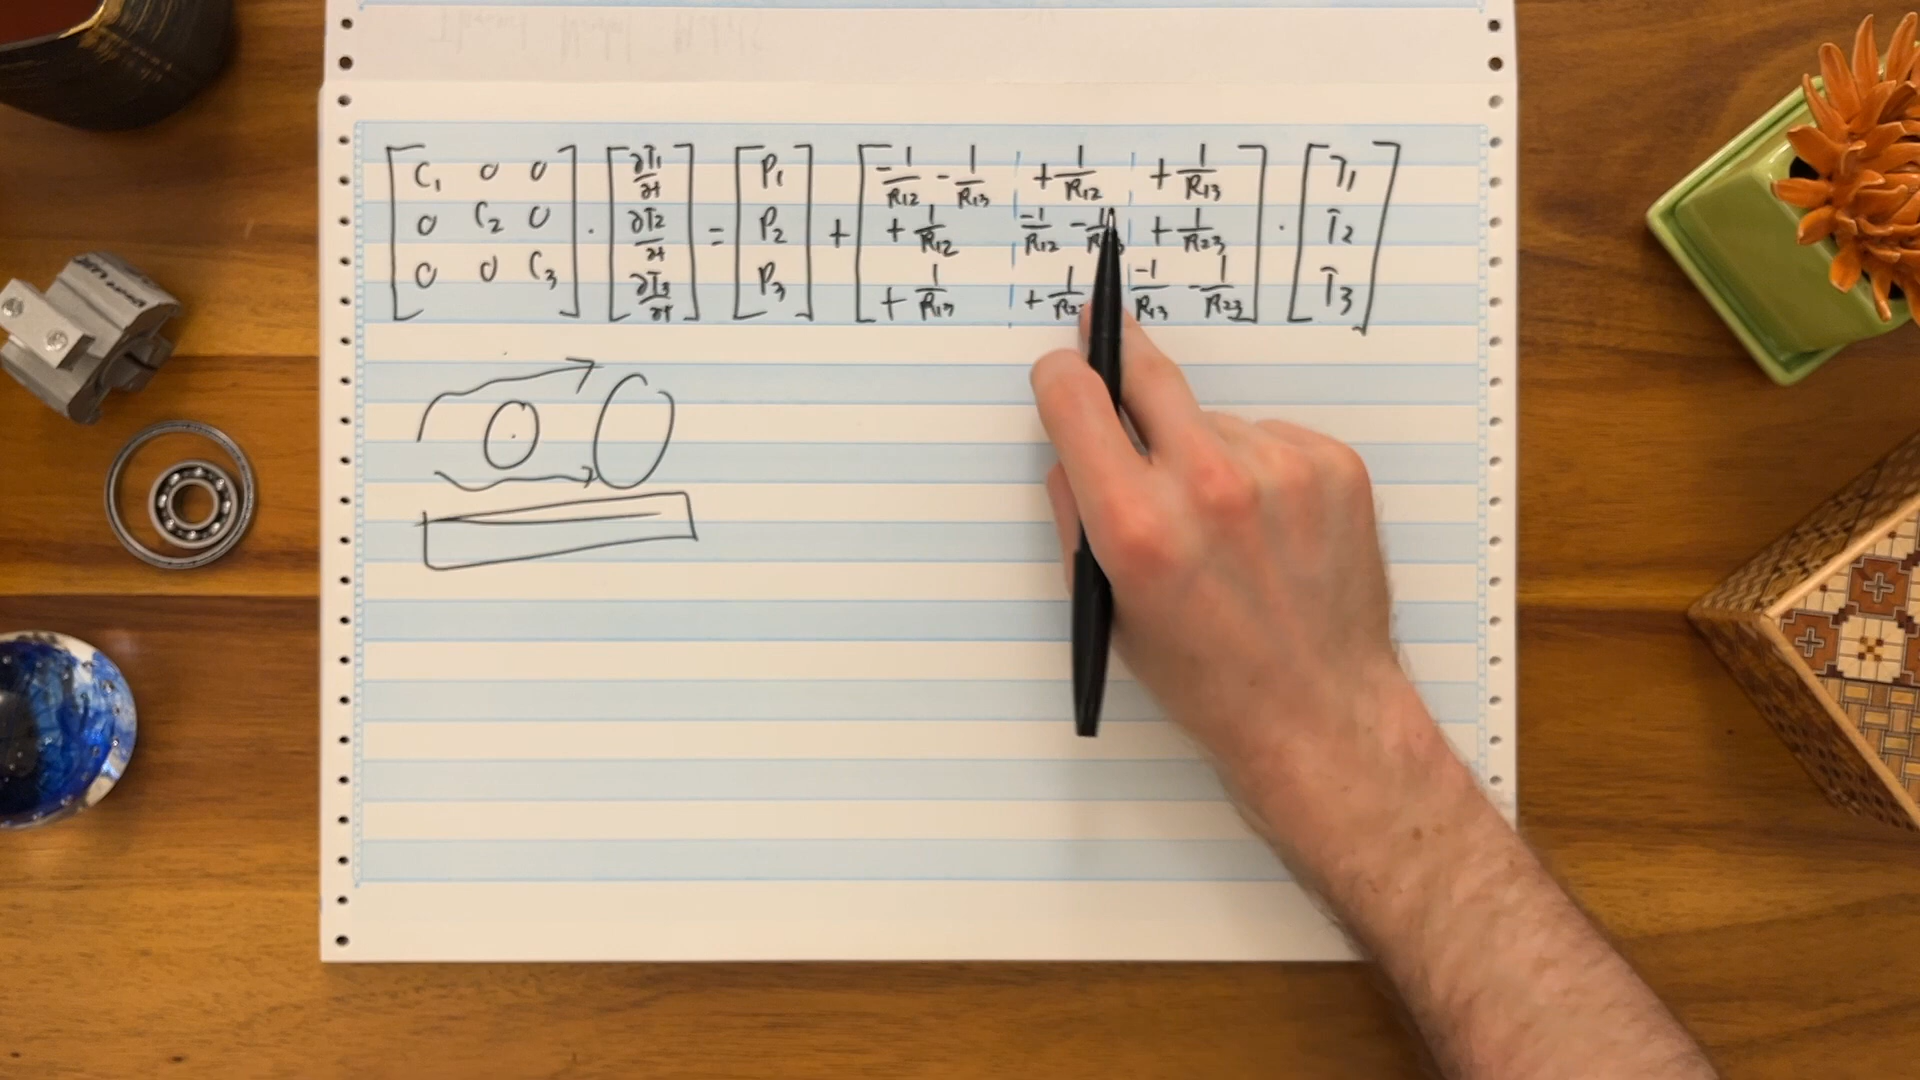 [C₁ 0 0] [∂T₁/∂t] [P₁] [-1/R₁₂ - 1/R₁₃ +1/R₁₂ +1/R₁₃] [T₁]
[0 C₂ 0] · [∂T₂/∂t] = [P₂] + [+1/R₁₂ -1/R₁₂ - +1/R₂₃] · [T₂]
[0 0 C₃] [∂T₃/∂t] [P₃] [+1/R₁₃ + -1/R₁₃ - 1/R₂₃] [T₃]